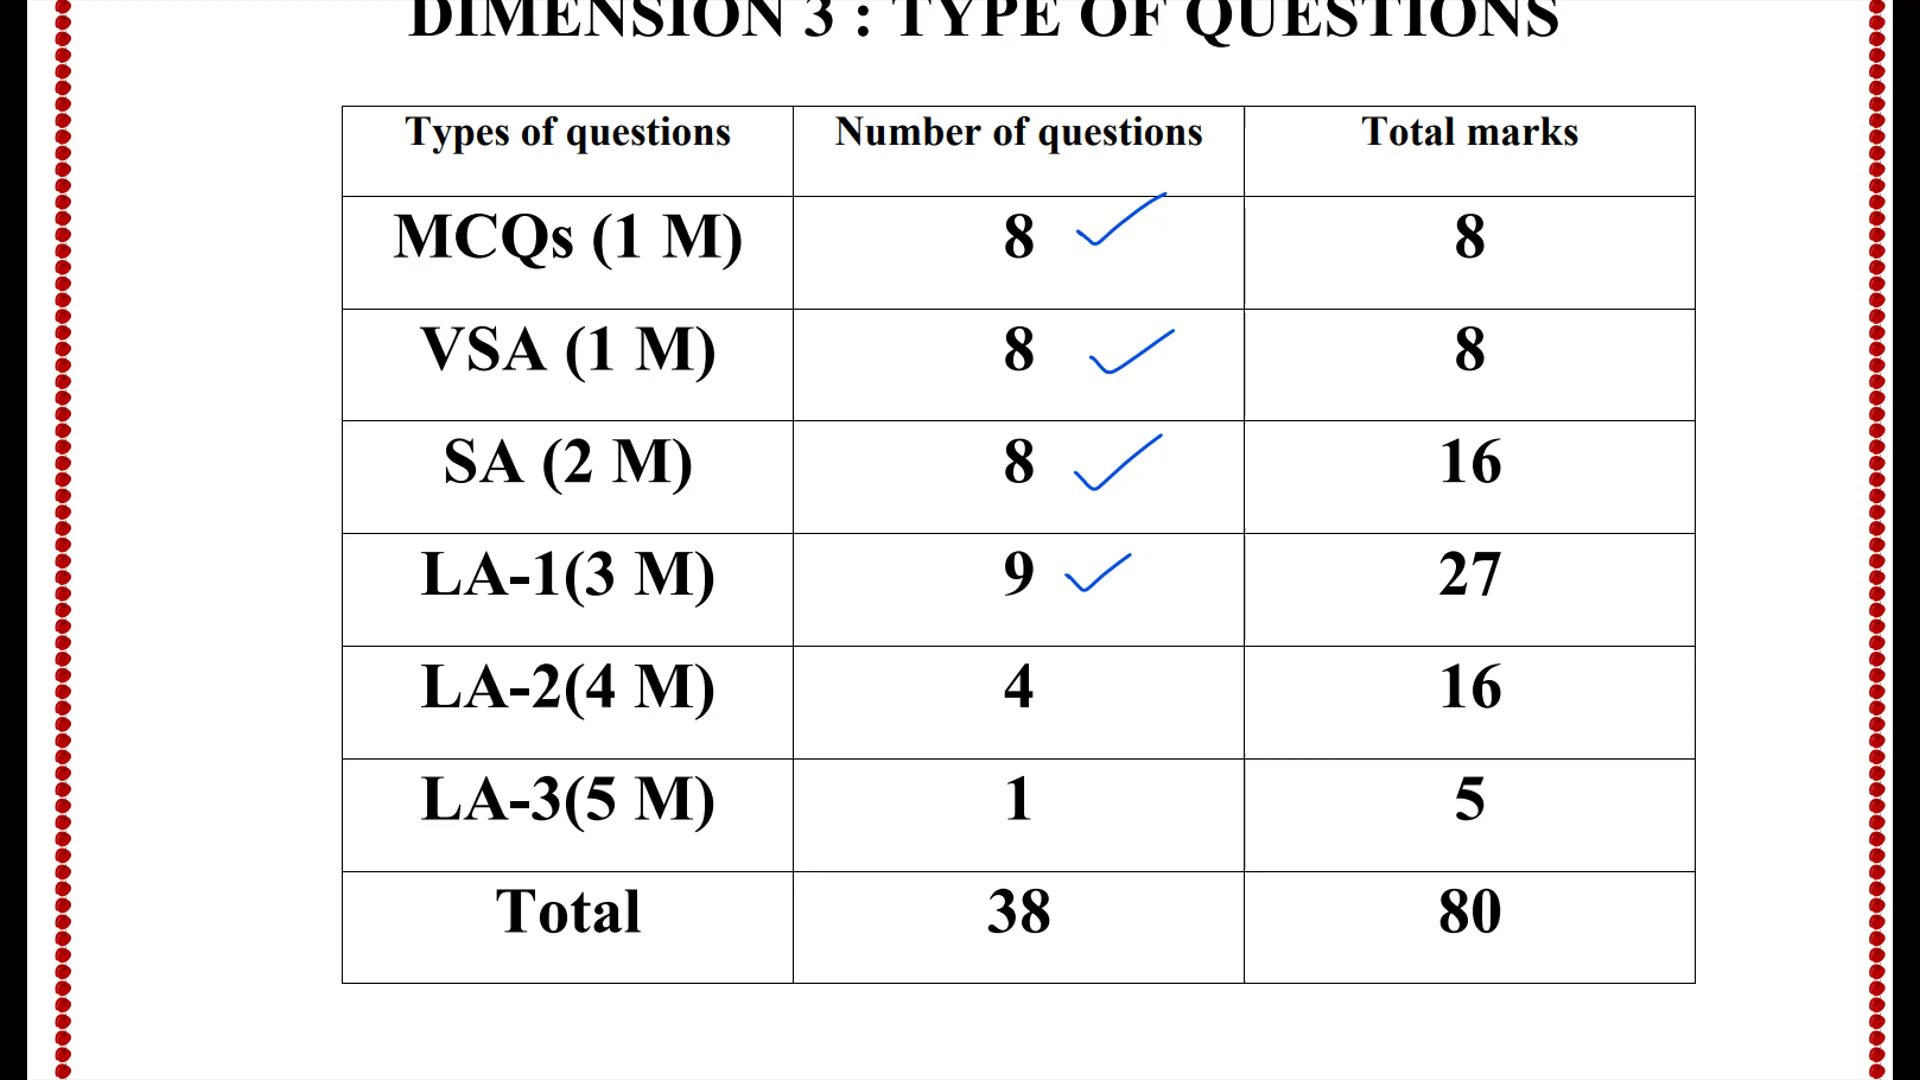 DIMENSION 3 : TYPE OF QUESTIONS
Types of questions Number of questions Total marks
MCQs (1 M) 8 8
VSA (1 M) 8 8
SA (2 M) 8 16
LA-1(3 M) 9 27
LA-2(4 M) 4 16
LA-3(5 M) 1 5
Total 38 80